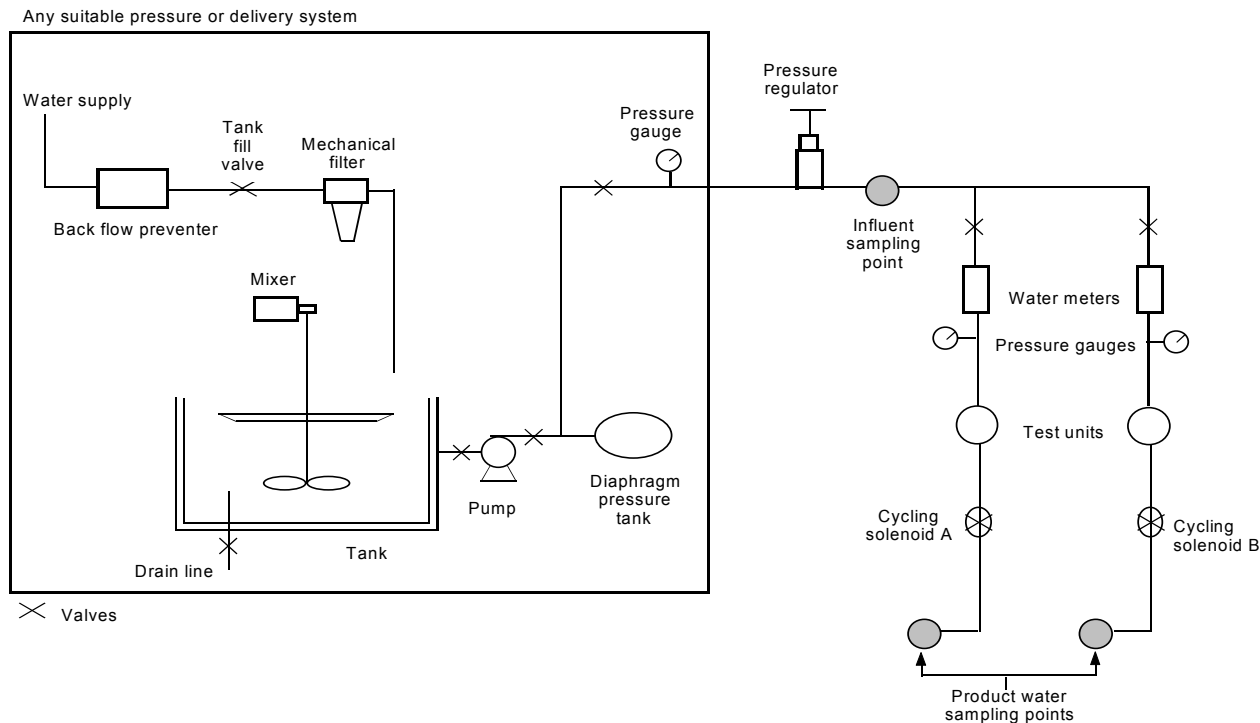 Any suitable pressure or delivery system
Water supply
Tank
fill
valve
Mechanical
filter
Back flow preventer
Mixer
Pressure
gauge
Pressure
regulator
Influent
sampling
point
Water meters
Pressure gauges
Test units
Diaphragm
pressure
tank
Pump
Tank
Drain line
Cycling
solenoid A
Cycling
solenoid B
Valves
Product water
sampling points